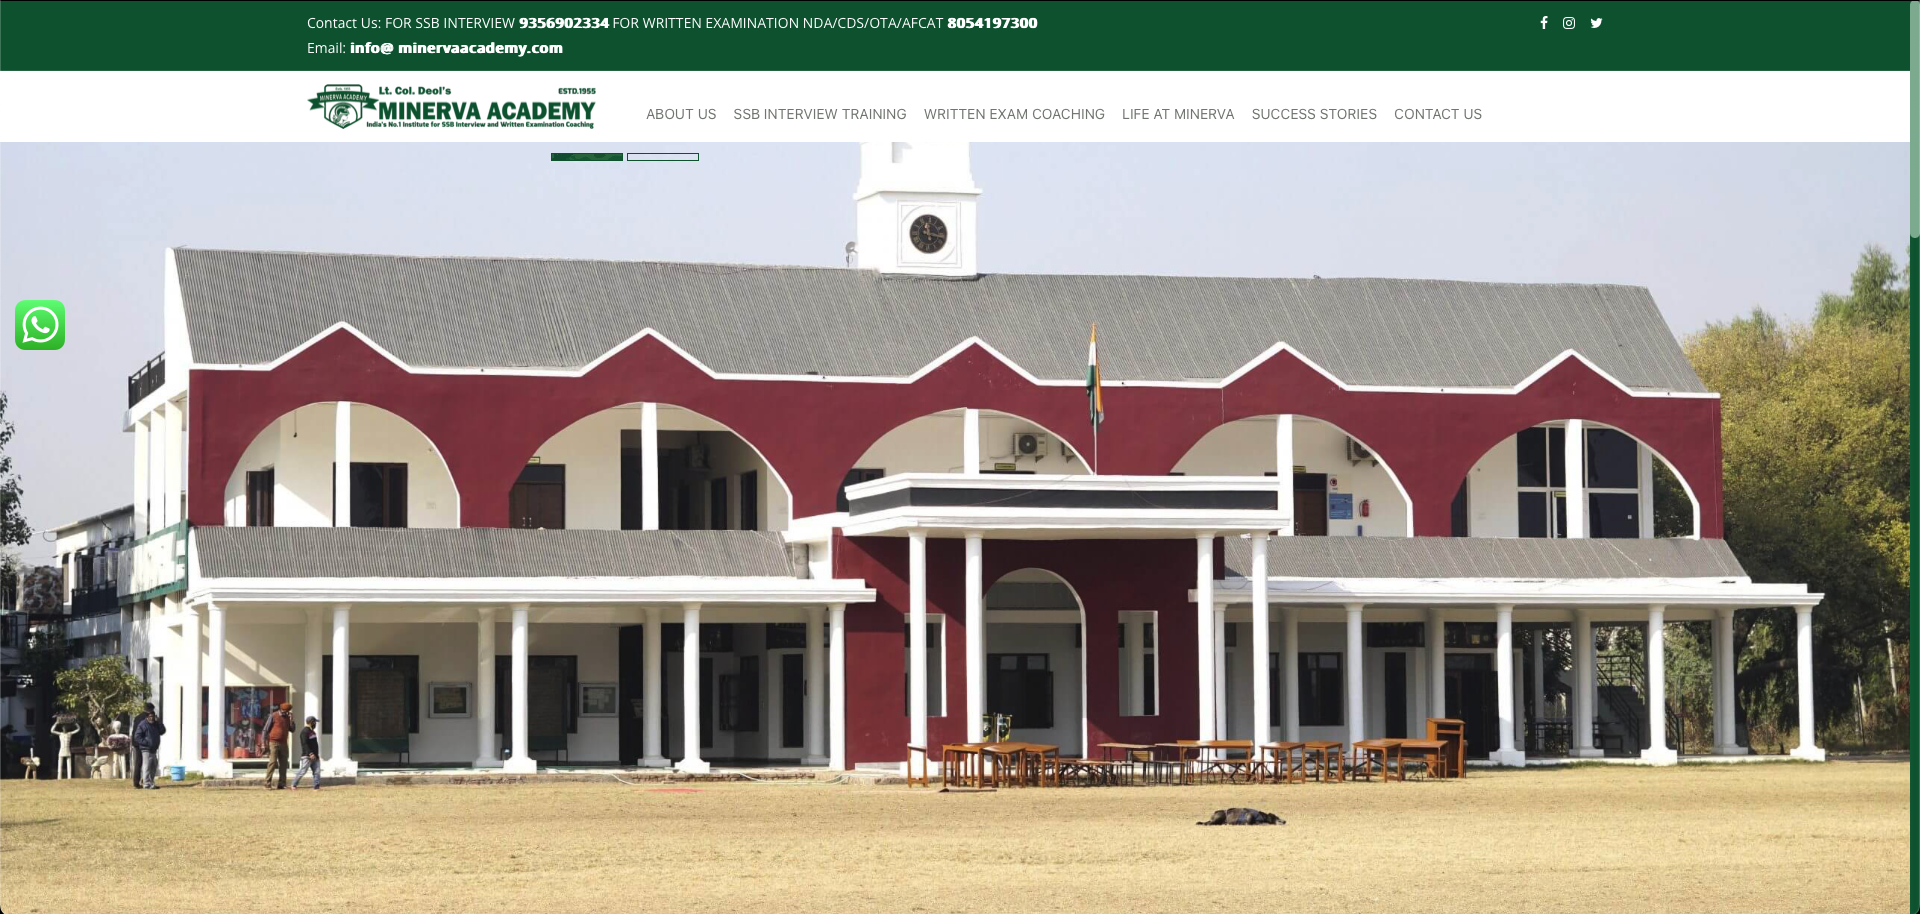 Contact Us: FOR SSB INTERVIEW 9356902334 FOR WRITTEN EXAMINATION NDA/CDS/OTA/AFCAT 8054197300
Email: info@ minervaacademy.com
Lt. Col. Deol's ESTD.1955
MINERVA ACADEMY
MINERVA ACADEMY
India's No.1 Institute for SSB Interview and Written Examination Coaching
ABOUT US SSB INTERVIEW TRAINING WRITTEN EXAM COACHING LIFE AT MINERVA SUCCESS STORIES CONTACT US